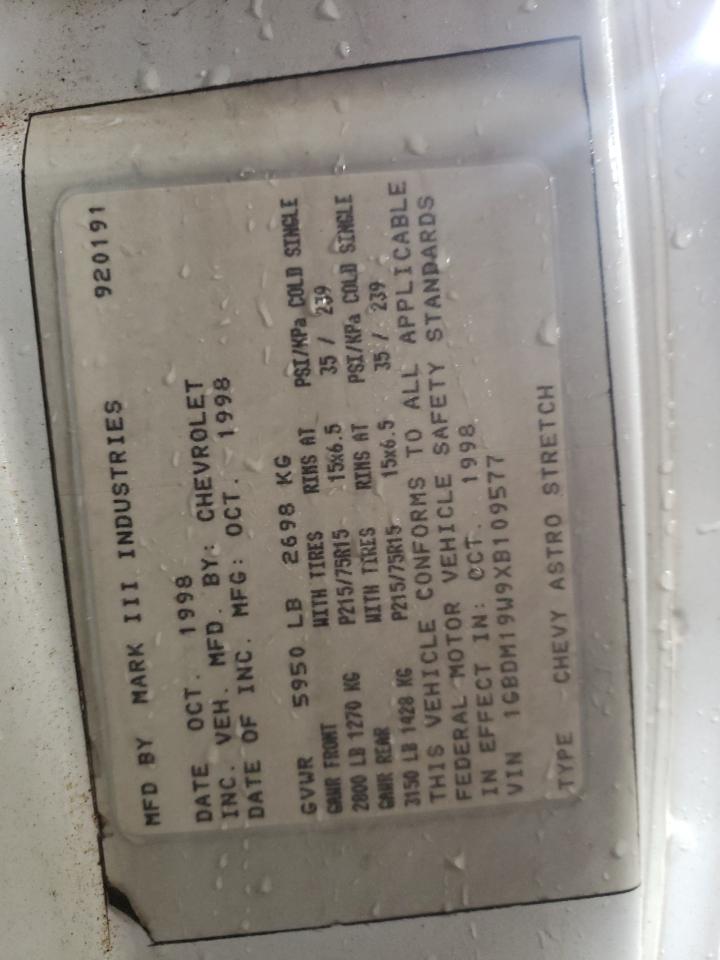 920191
MFD BY MARK III INDUSTRIES
DATE OCT. 1998
INC. VEH. MFD. BY: CHEVROLET
DATE OF INC. MFG: OCT. 1998
GVWR 5950 LB 2698 KG
GAWR FRONT WITH TIRES RIMS AT PSI/KPa COLD SINGLE
2800 LB 1270 KG P215/75R15 15x6.5 35 / 239
GAWR REAR WITH TIRES RIMS AT PSI/KPa COLD SINGLE
3150 LB 1428 KG P215/75R15 15x6.5 35 / 239
THIS VEHICLE CONFORMS TO ALL APPLICABLE
FEDERAL MOTOR VEHICLE SAFETY STANDARDS
IN EFFECT IN: OCT. 1998
VIN 1GBDM19W9XB109577
TYPE CHEVY ASTRO STRETCH